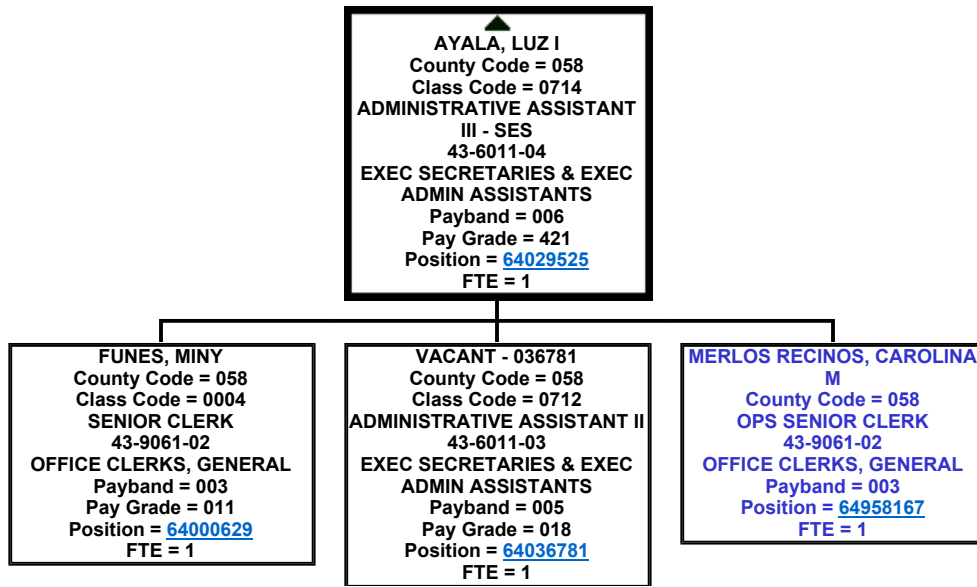 AYALA, LUZ I
County Code = 058
Class Code = 0714
ADMINISTRATIVE ASSISTANT
III - SES
43-6011-04
EXEC SECRETARIES & EXEC
ADMIN ASSISTANTS
Payband = 006
Pay Grade = 421
Position = 64029525
FTE = 1
FUNES, MINY
County Code = 058
Class Code = 0004
SENIOR CLERK
43-9061-02
OFFICE CLERKS, GENERAL
Payband = 003
Pay Grade = 011
Position = 64000629
FTE = 1
VACANT - 036781
County Code = 058
Class Code = 0712
ADMINISTRATIVE ASSISTANT II
43-6011-03
EXEC SECRETARIES & EXEC
ADMIN ASSISTANTS
Payband = 005
Pay Grade = 018
Position = 64036781
FTE = 1
MERLOS RECINOS, CAROLINA
M
County Code = 058
OPS SENIOR CLERK
43-9061-02
OFFICE CLERKS, GENERAL
Payband = 003
Position = 64958167
FTE = 1